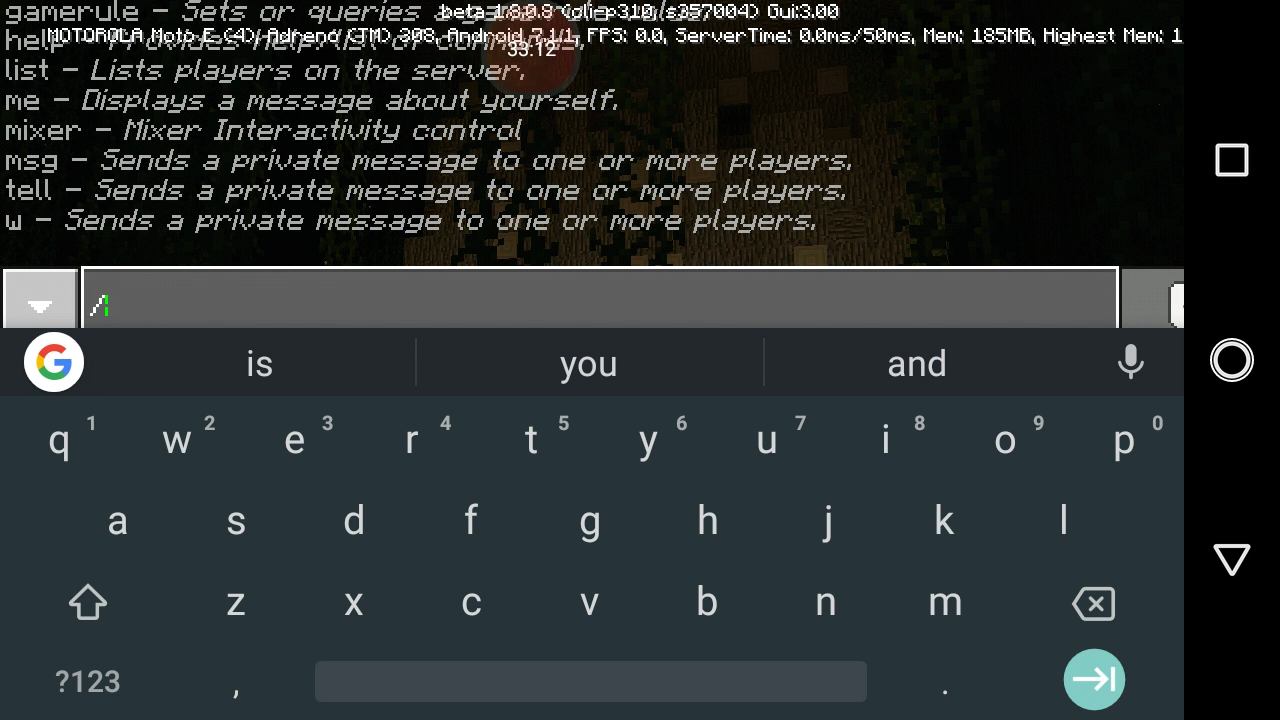 gamerule – Sets or queries a
beta 1.8.0.8
Gui:3.00
help – Provides help/list of commands.
MOTOROLA Moto E (4), Adreno (TM) 308, Android 7.1.1, FPS: 0.0, ServerTime: 0.0ms/50ms, Mem: 185MB, Highest Mem: 1
33:12
list – Lists players on the server.
me – Displays a message about yourself.
mixer – Mixer Interactivity control
msg – Sends a private message to one or more players.
tell – Sends a private message to one or more players.
w – Sends a private message to one or more players.
/
G
is you and
q 1 w 2 e 3 r 4 t 5 y 6 u 7 i 8 o 9 p 0
a s d f g h j k l
z x c v b n m
?123 , .